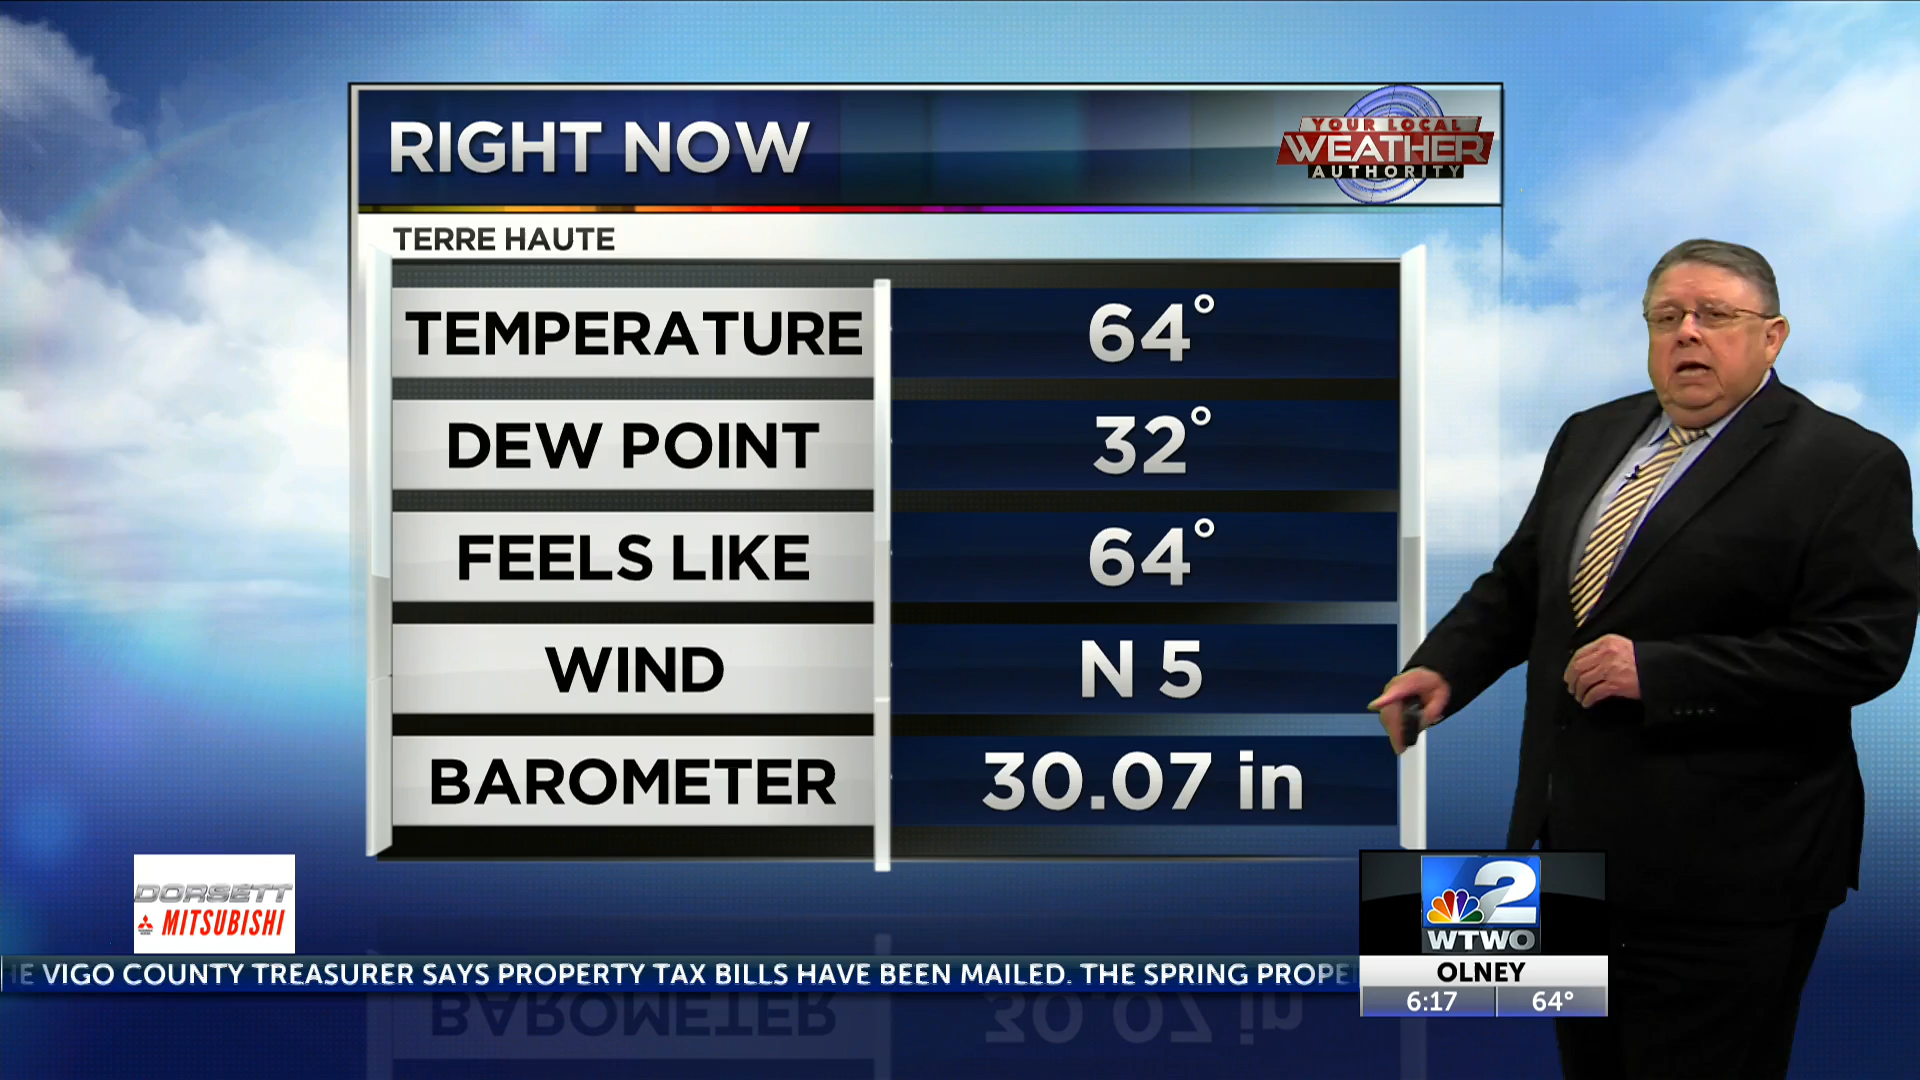 RIGHT NOW
YOUR LOCAL
WEATHER
AUTHORITY
TERRE HAUTE
TEMPERATURE 64°
DEW POINT 32°
FEELS LIKE 64°
WIND N 5
BAROMETER 30.07 in
DORSETT
MITSUBISHI
2
WTWO
VIGO COUNTY TREASURER SAYS PROPERTY TAX BILLS HAVE BEEN MAILED. THE SPRING PROPE
OLNEY
6:17 64°